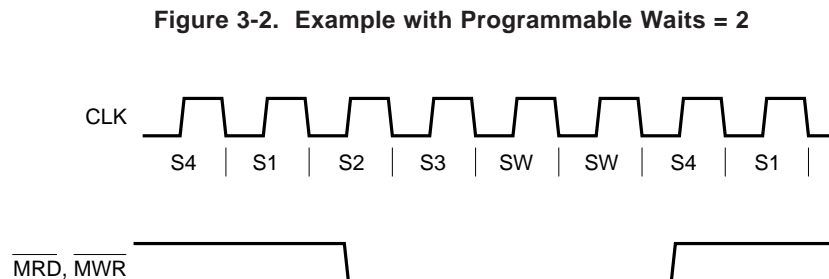 Figure 3-2. Example with Programmable Waits = 2
CLK
S4 S1 S2 S3 SW SW S4 S1
MRD, MWR